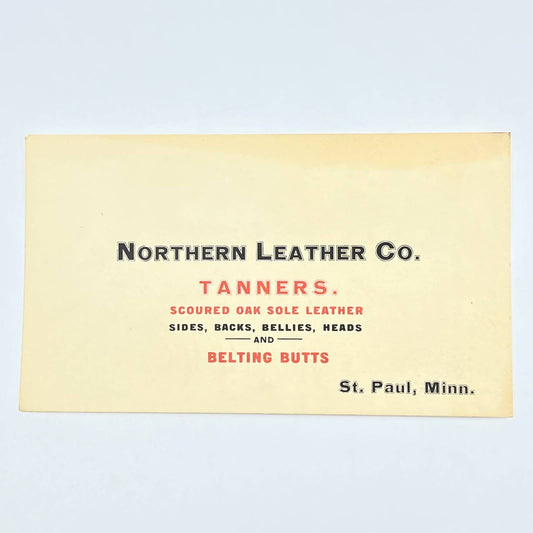 NORTHERN LEATHER CO.
TANNERS.
SCOURED OAK SOLE LEATHER
SIDES, BACKS, BELLIES, HEADS
AND
BELTING BUTTS
St. Paul, Minn.